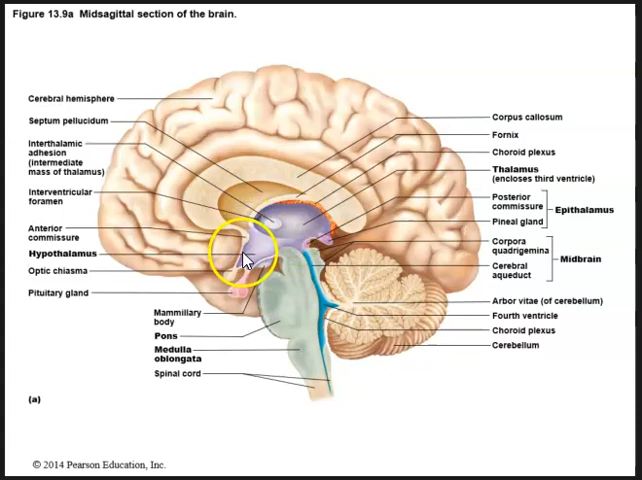 Figure 13.9a Midsagittal section of the brain.
Cerebral hemisphere
Septum pellucidum
Interthalamic
adhesion
(intermediate
mass of thalamus)
Interventricular
foramen
Anterior
commissure
Hypothalamus
Optic chiasma
Pituitary gland
Mammillary
body
Pons
Medulla
oblongata
Spinal cord
Corpus callosum
Fornix
Choroid plexus
Thalamus
(encloses third ventricle)
Posterior
commissure
Pineal gland
Epithalamus
Corpora
quadrigemina
Cerebral
aqueduct
Midbrain
Arbor vitae (of cerebellum)
Fourth ventricle
Choroid plexus
Cerebellum
(a)
© 2014 Pearson Education, Inc.